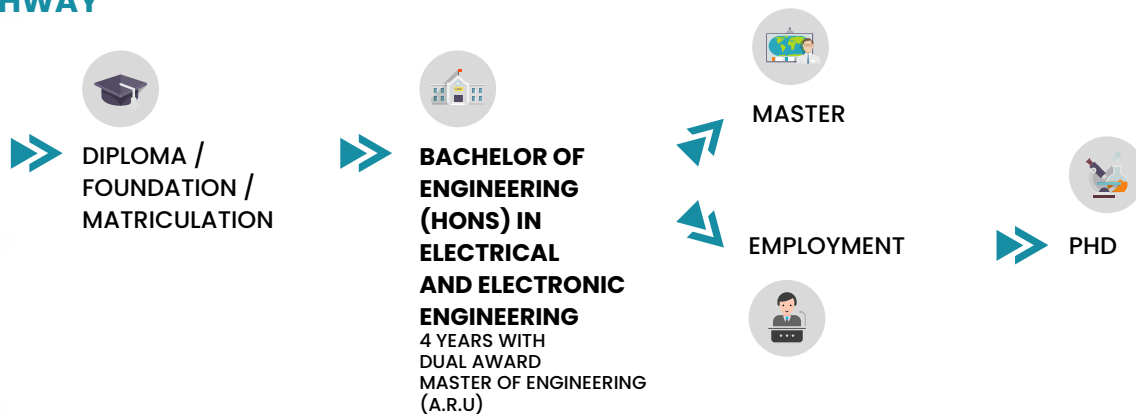 DIPLOMA /
FOUNDATION /
MATRICULATION
BACHELOR OF
ENGINEERING
(HONS) IN
ELECTRICAL
AND ELECTRONIC
ENGINEERING
4 YEARS WITH
DUAL AWARD
MASTER OF ENGINEERING
(A.R.U)
MASTER
EMPLOYMENT
PHD